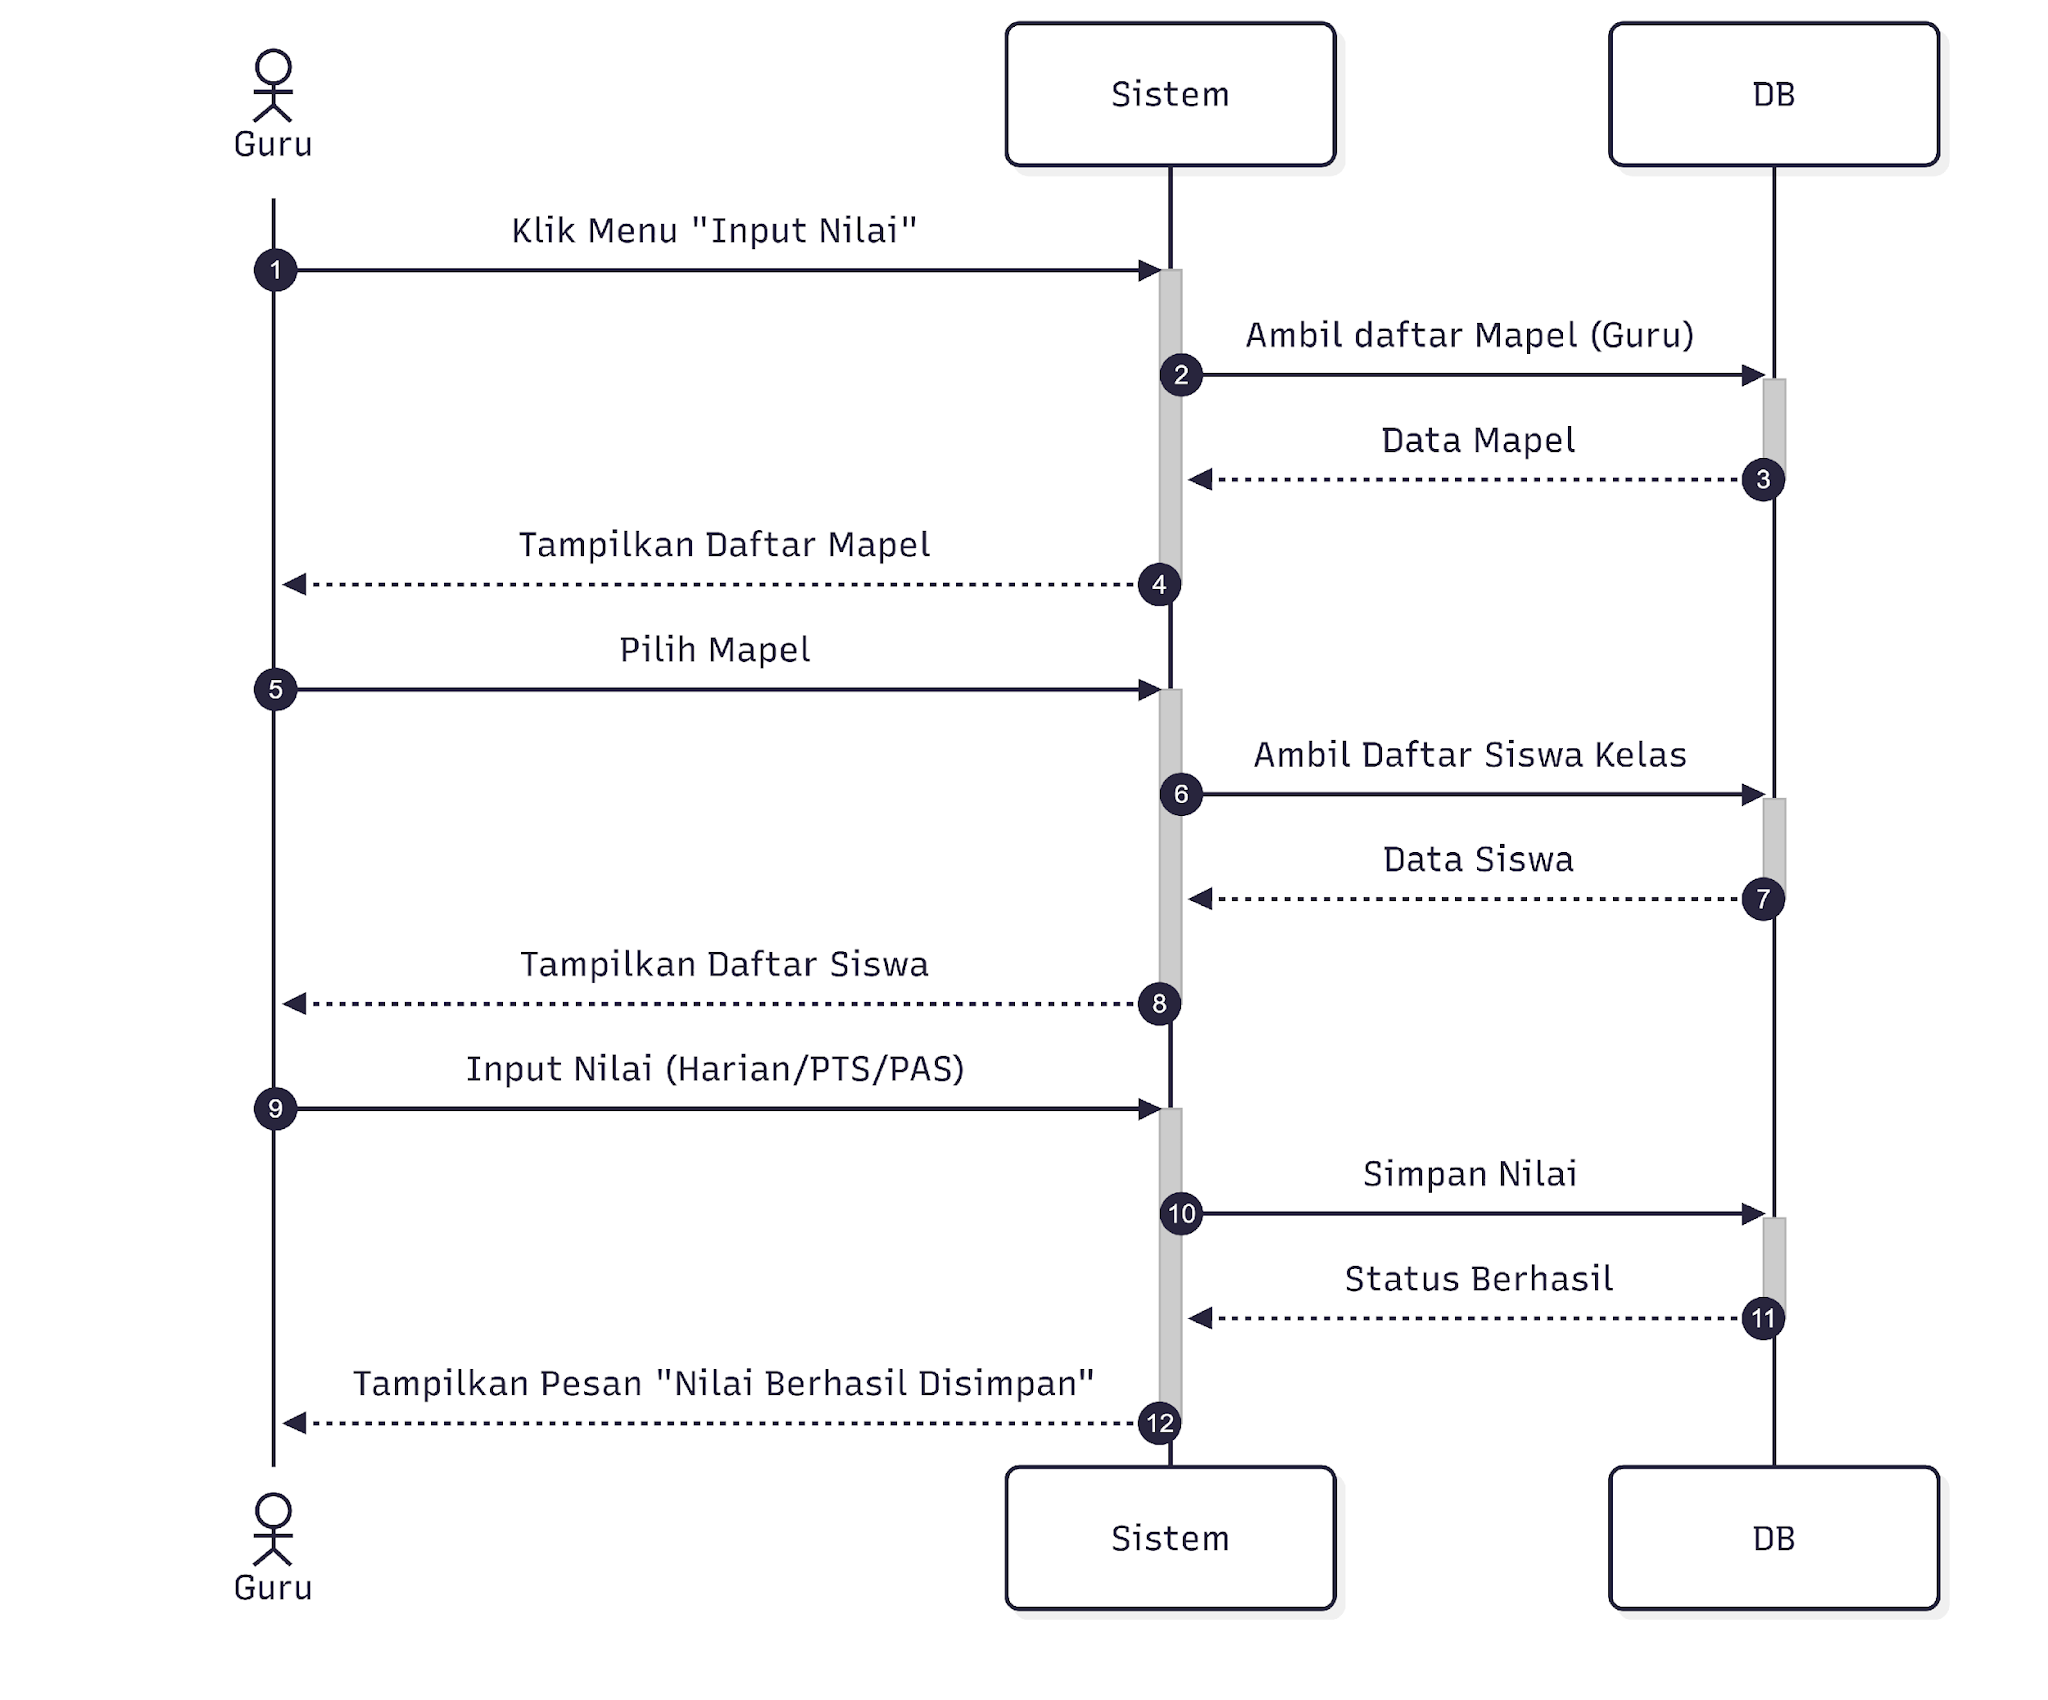 Guru
Sistem
DB
Klik Menu "Input Nilai"
1
Ambil daftar Mapel (Guru)
2
Data Mapel
3
Tampilkan Daftar Mapel
4
Pilih Mapel
5
Ambil Daftar Siswa Kelas
6
Data Siswa
7
Tampilkan Daftar Siswa
8
Input Nilai (Harian/PTS/PAS)
9
Simpan Nilai
10
Status Berhasil
11
Tampilkan Pesan "Nilai Berhasil Disimpan"
12
Guru
Sistem
DB